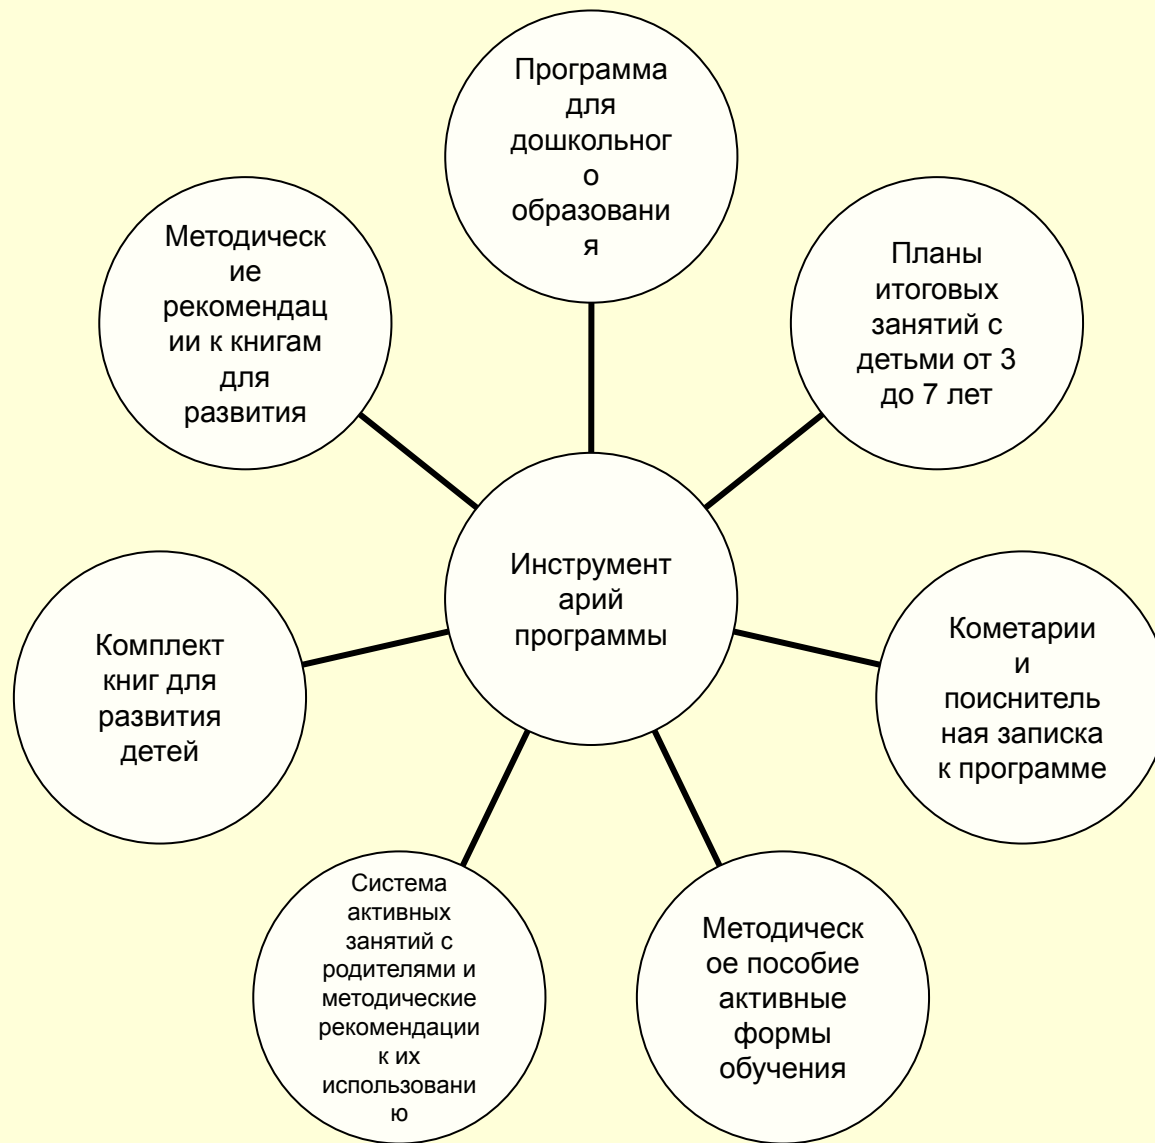 Программа
для
дошкольног
о
образовани
я
Планы
итоговых
занятий с
детьми от 3
до 7 лет
Кометарии
и
поиснитель
ная записка
к программе
Методическ
ое пособие
активные
формы
обучения
Система
активных
занятий с
родителями и
методические
рекомендации
к их
использовани
ю
Комплект
книг для
развития
детей
Методическ
ие
рекомендац
ии к книгам
для
развития
Инструмент
арий
программы